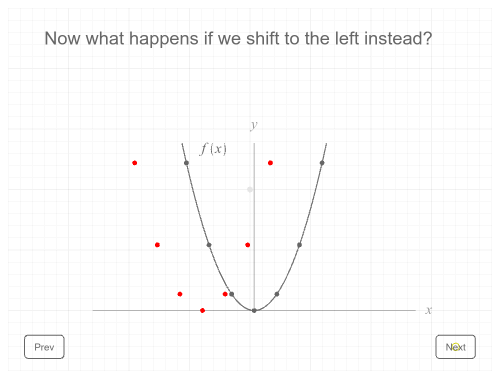 Now what happens if we shift to the left instead?
y
f(x)
x
Prev
Next